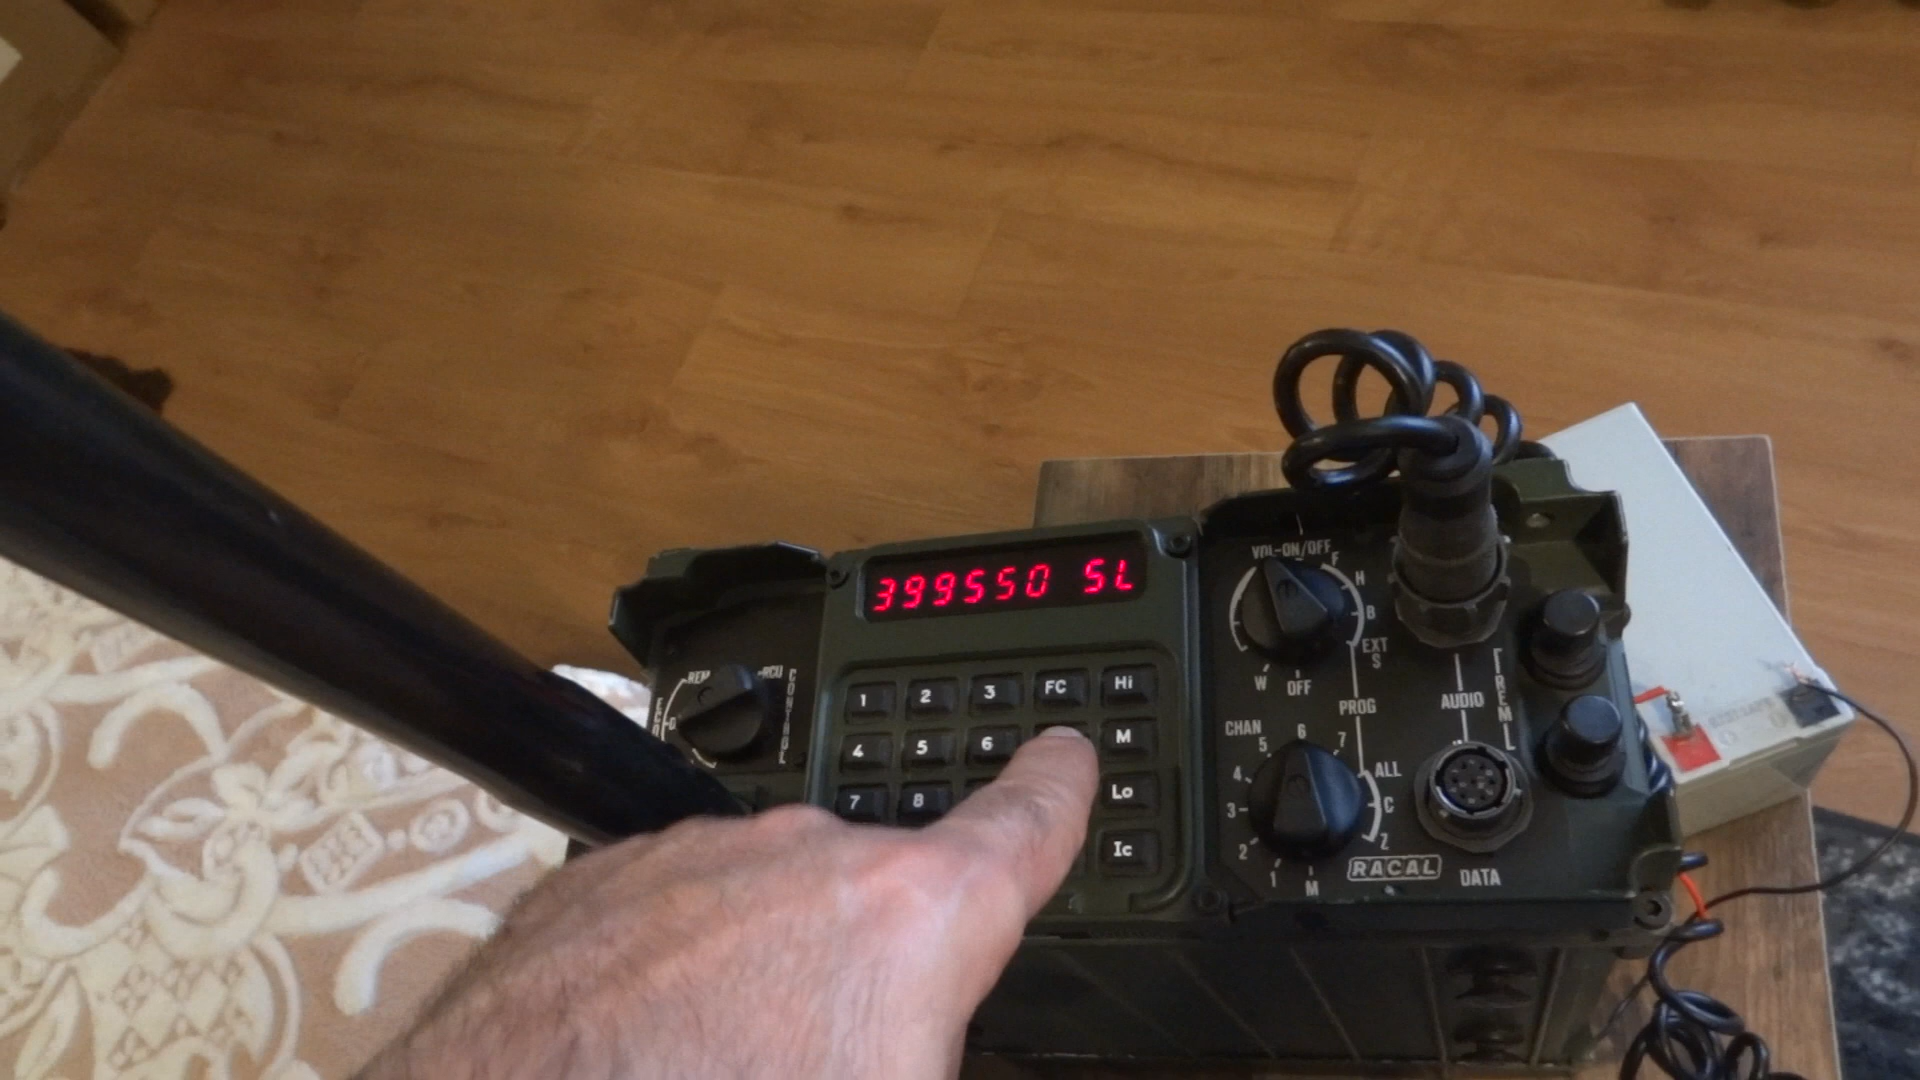 399550 SL
VOL-ON/OFF
F
H
B
EXT
S
W
OFF
REM
RCU
CONTROL
1
2
3
FC
Hi
4
5
6
M
7
8
Lo
Ic
PROG
CHAN
5
6
7
4
3
2
1
M
ALL
C
Z
AUDIO
RACAL
DATA